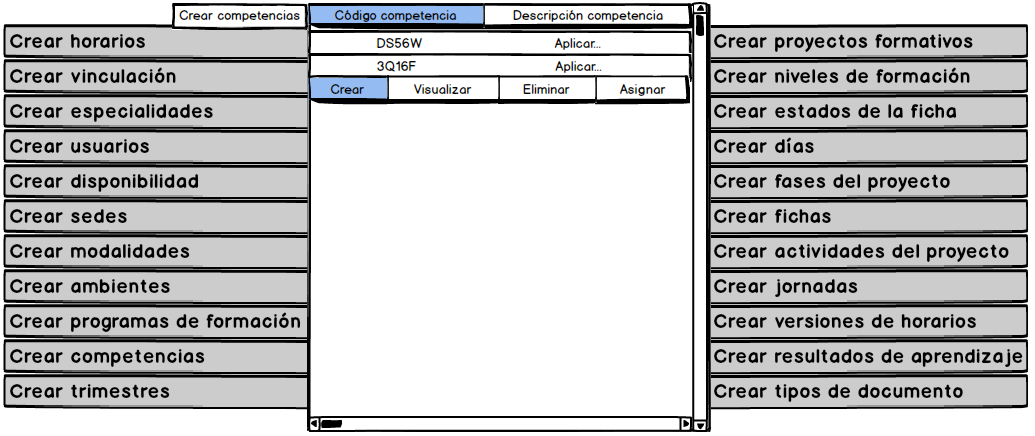 Crear competencias
Código competencia Descripción competencia
DS56W Aplicar...
3Q16F Aplicar...
Crear Visualizar Eliminar Asignar
Crear horarios
Crear vinculación
Crear especialidades
Crear usuarios
Crear disponibilidad
Crear sedes
Crear modalidades
Crear ambientes
Crear programas de formación
Crear competencias
Crear trimestres
Crear proyectos formativos
Crear niveles de formación
Crear estados de la ficha
Crear días
Crear fases del proyecto
Crear fichas
Crear actividades del proyecto
Crear jornadas
Crear versiones de horarios
Crear resultados de aprendizaje
Crear tipos de documento